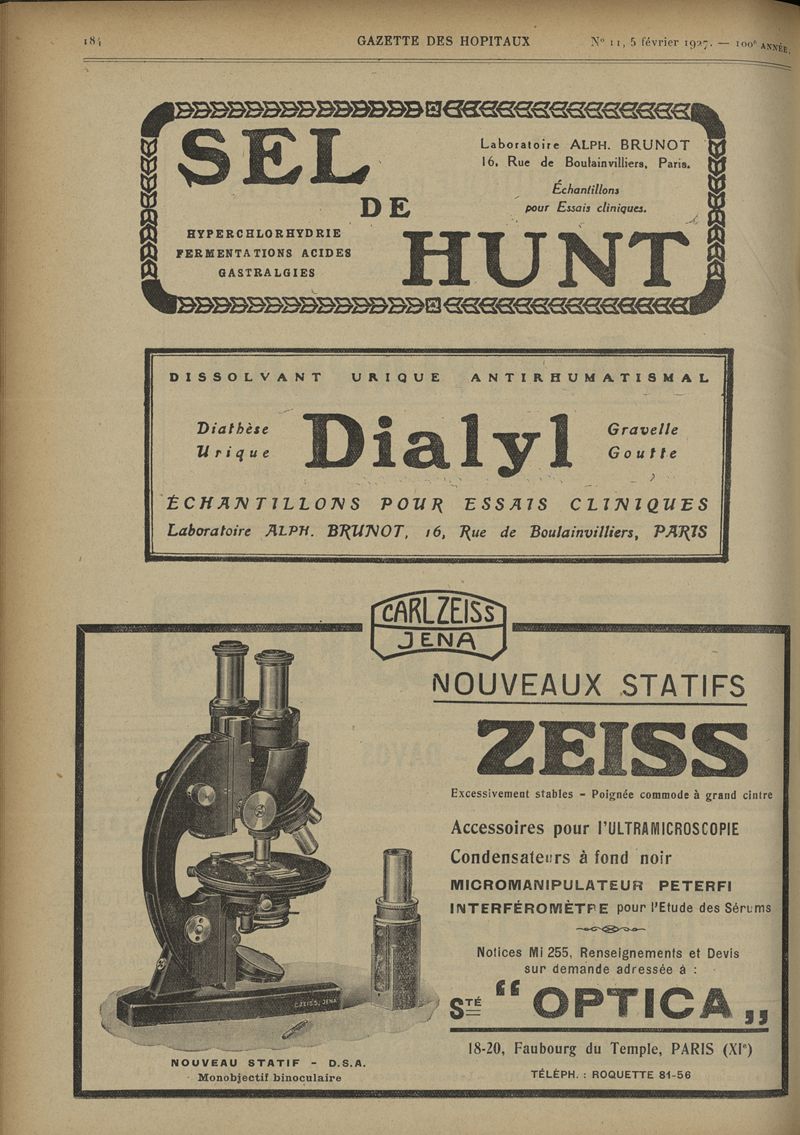 184 GAZETTE DES HOPITAUX N° 11, 5 février 1927. — 100e ANNÉE.
SEL
DE
HUNT
HYPERCHLORHYDRIE
FERMENTATIONS ACIDES
GASTRALGIES
Laboratoire ALPH. BRUNOT
16, Rue de Boulainvilliers, Paris.
Échantillons
pour Essais cliniques.
DISSOLVANT URIQUE ANTIRHUMATISMAL
Diathèse
Urique
Dialyl
Gravelle
Goutte
ÉCHANTILLONS POUR ESSAIS CLINIQUES
Laboratoire ALPH. BRUNOT, 16, Rue de Boulainvilliers, PARIS
CARL ZEISS
JENA
NOUVEAUX STATIFS
ZEISS
Excessivement stables - Poignée commode à grand cintre
Accessoires pour l'ULTRAMICROSCOPIE
Condensateurs à fond noir
MICROMANIPULATEUR PETERFI
INTERFÉROMÈTRE pour l'Etude des Sérums
Notices Mi 255, Renseignements et Devis
sur demande adressée à :
STÉ “ OPTICA „
18-20, Faubourg du Temple, PARIS (XIe)
TÉLÉPH. : ROQUETTE 81-56
C.ZEISS, JENA
NOUVEAU STATIF - D.S.A.
Monobjectif binoculaire